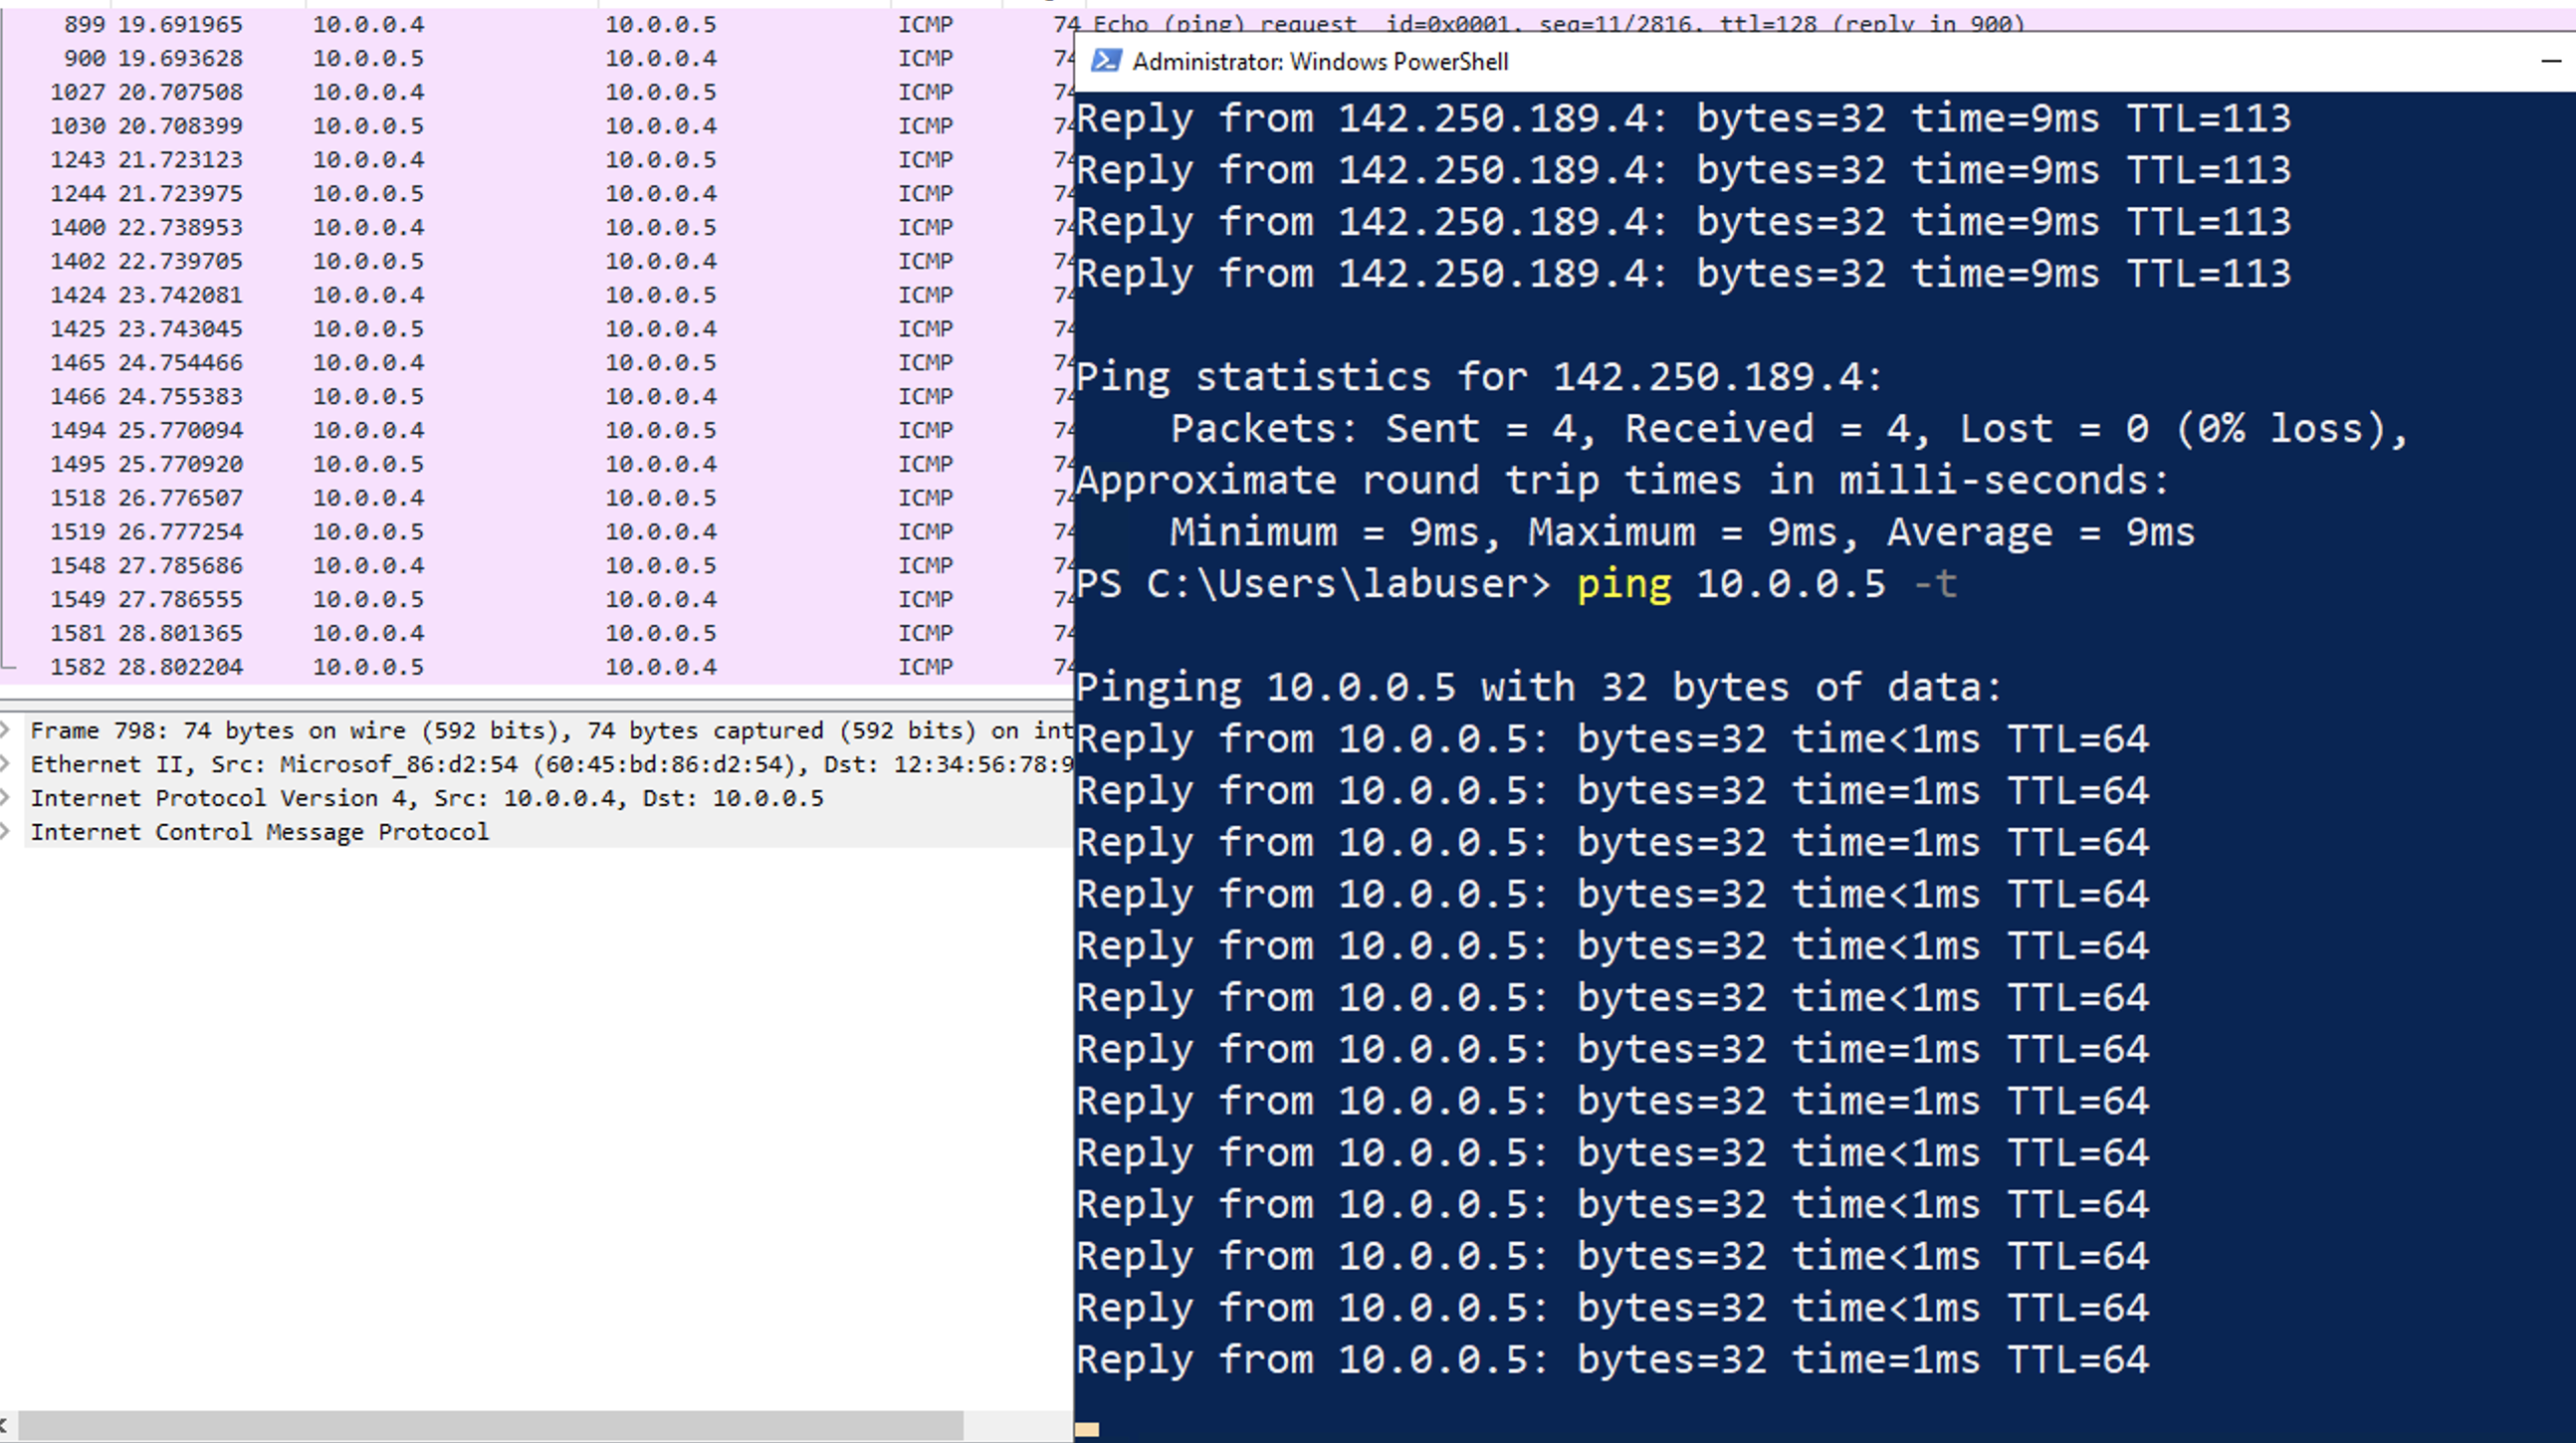 899 19.691965 10.0.0.4 10.0.0.5 ICMP 74 Echo (ping) request id=0x0001, seq=11/2816, ttl=128 (reply in 900)
900 19.693628 10.0.0.5 10.0.0.4 ICMP 74
1027 20.707508 10.0.0.4 10.0.0.5 ICMP 74
1030 20.708399 10.0.0.5 10.0.0.4 ICMP 74
1243 21.723123 10.0.0.4 10.0.0.5 ICMP 74
1244 21.723975 10.0.0.5 10.0.0.4 ICMP 74
1400 22.738953 10.0.0.4 10.0.0.5 ICMP 74
1402 22.739705 10.0.0.5 10.0.0.4 ICMP 74
1424 23.742081 10.0.0.4 10.0.0.5 ICMP 74
1425 23.743045 10.0.0.5 10.0.0.4 ICMP 74
1465 24.754466 10.0.0.4 10.0.0.5 ICMP 74
1466 24.755383 10.0.0.5 10.0.0.4 ICMP 74
1494 25.770094 10.0.0.4 10.0.0.5 ICMP 74
1495 25.770920 10.0.0.5 10.0.0.4 ICMP 74
1518 26.776507 10.0.0.4 10.0.0.5 ICMP 74
1519 26.777254 10.0.0.5 10.0.0.4 ICMP 74
1548 27.785686 10.0.0.4 10.0.0.5 ICMP 74
1549 27.786555 10.0.0.5 10.0.0.4 ICMP 74
1581 28.801365 10.0.0.4 10.0.0.5 ICMP 74
1582 28.802204 10.0.0.5 10.0.0.4 ICMP 74
Frame 798: 74 bytes on wire (592 bits), 74 bytes captured (592 bits) on int
Ethernet II, Src: Microsof_86:d2:54 (60:45:bd:86:d2:54), Dst: 12:34:56:78:9
Internet Protocol Version 4, Src: 10.0.0.4, Dst: 10.0.0.5
Internet Control Message Protocol
Administrator: Windows PowerShell
Reply from 142.250.189.4: bytes=32 time=9ms TTL=113
Reply from 142.250.189.4: bytes=32 time=9ms TTL=113
Reply from 142.250.189.4: bytes=32 time=9ms TTL=113
Reply from 142.250.189.4: bytes=32 time=9ms TTL=113
Ping statistics for 142.250.189.4:
Packets: Sent = 4, Received = 4, Lost = 0 (0% loss),
Approximate round trip times in milli-seconds:
Minimum = 9ms, Maximum = 9ms, Average = 9ms
PS C:\Users\labuser> ping 10.0.0.5 -t
Pinging 10.0.0.5 with 32 bytes of data:
Reply from 10.0.0.5: bytes=32 time<1ms TTL=64
Reply from 10.0.0.5: bytes=32 time=1ms TTL=64
Reply from 10.0.0.5: bytes=32 time=1ms TTL=64
Reply from 10.0.0.5: bytes=32 time<1ms TTL=64
Reply from 10.0.0.5: bytes=32 time<1ms TTL=64
Reply from 10.0.0.5: bytes=32 time<1ms TTL=64
Reply from 10.0.0.5: bytes=32 time=1ms TTL=64
Reply from 10.0.0.5: bytes=32 time=1ms TTL=64
Reply from 10.0.0.5: bytes=32 time<1ms TTL=64
Reply from 10.0.0.5: bytes=32 time<1ms TTL=64
Reply from 10.0.0.5: bytes=32 time<1ms TTL=64
Reply from 10.0.0.5: bytes=32 time<1ms TTL=64
Reply from 10.0.0.5: bytes=32 time=1ms TTL=64